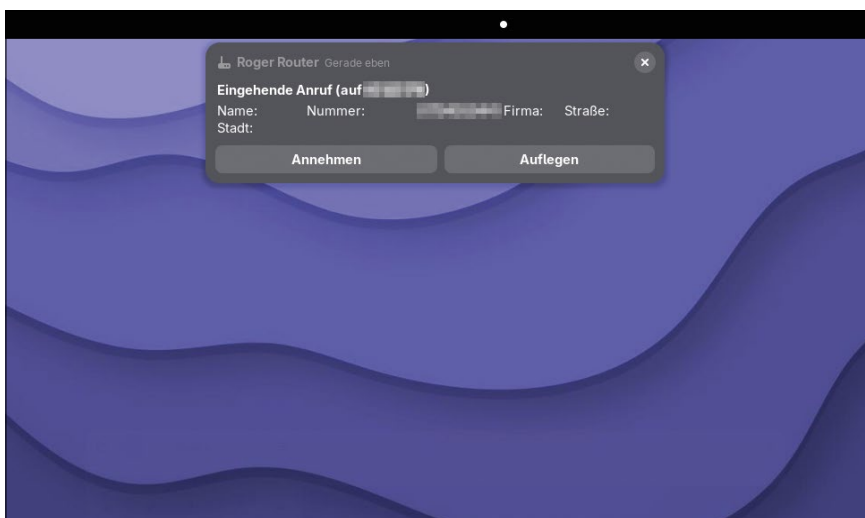 Roger Router Gerade eben
Eingehende Anruf (auf )
Name: Nummer: Firma: Straße:
Stadt:
Annehmen Auflegen